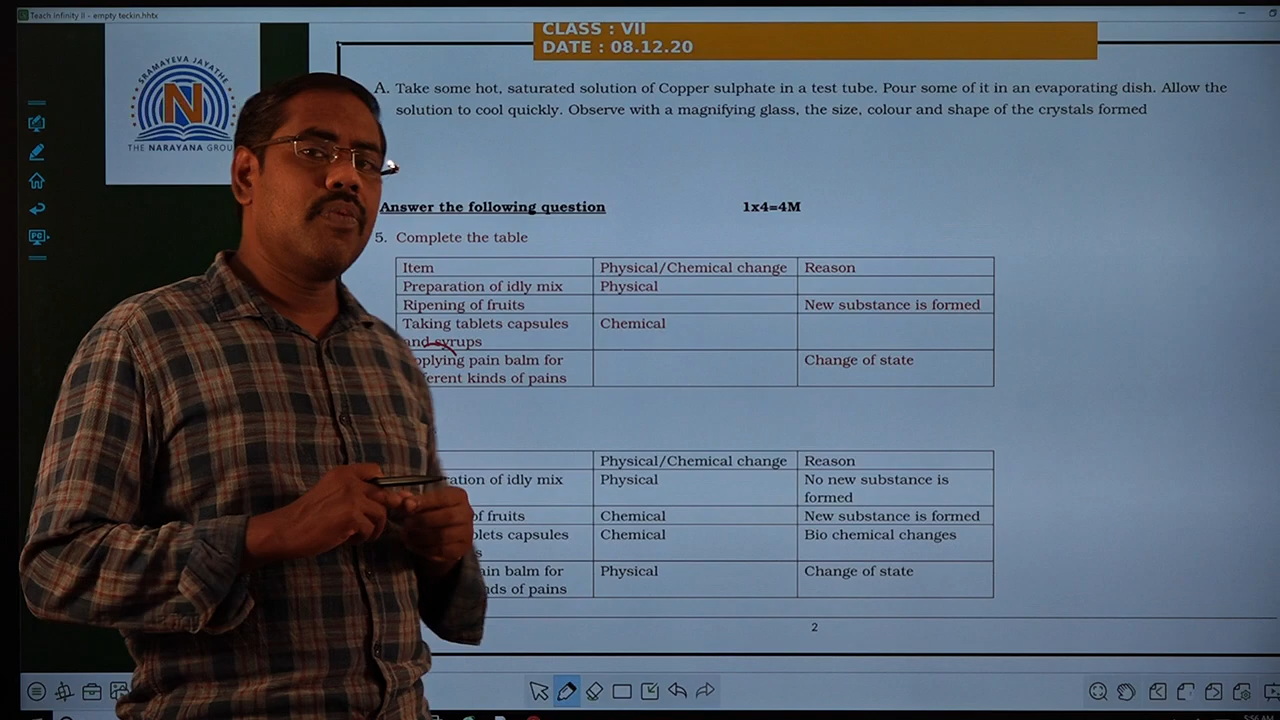 Teach infinity II - empty teckin.hhtx
CLASS : VII
DATE : 08.12.20
SRAMAYEVA JAYATHE
N
THE NARAYANA GROU
A. Take some hot, saturated solution of Copper sulphate in a test tube. Pour some of it in an evaporating dish. Allow the
solution to cool quickly. Observe with a magnifying glass, the size, colour and shape of the crystals formed
Answer the following question 1x4=4M
5. Complete the table
Item Physical/Chemical change Reason
Preparation of idly mix Physical
Ripening of fruits New substance is formed
Taking tablets capsules Chemical
and syrups
pplying pain balm for Change of state
ferent kinds of pains
Physical/Chemical change Reason
ation of idly mix Physical No new substance is
formed
of fruits Chemical New substance is formed
lets capsules Chemical Bio chemical changes
s
ain balm for Physical Change of state
nds of pains
2
PC
5:56 AM